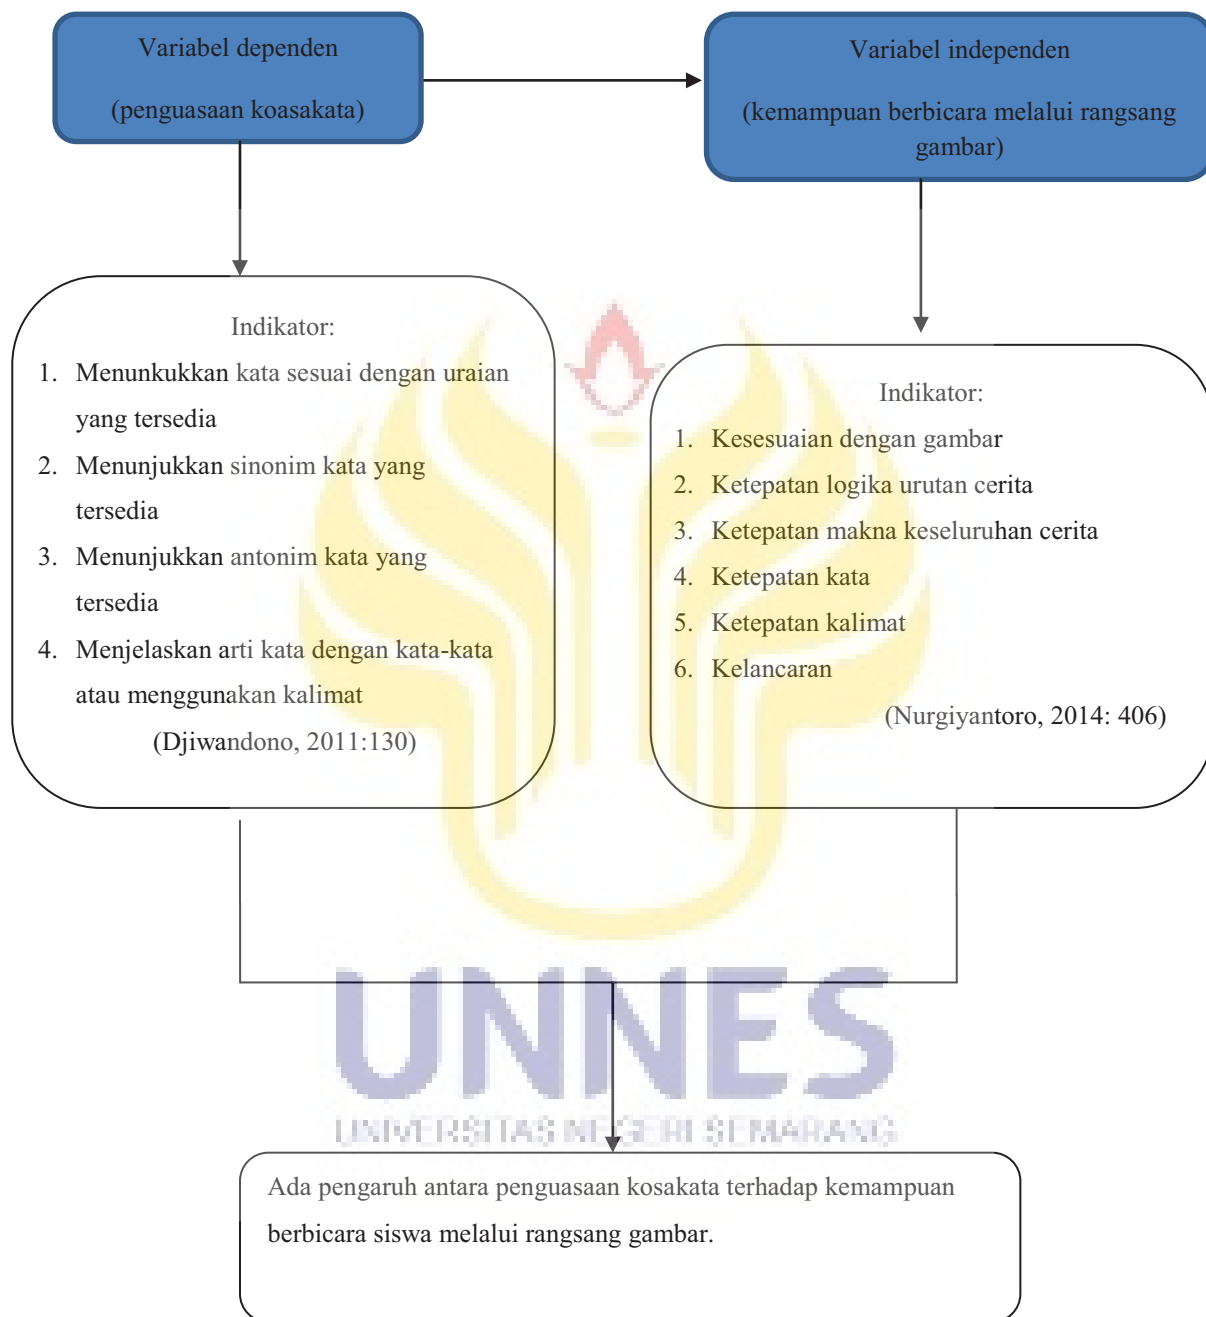 Variabel dependen
(penguasaan koasakata)
Variabel independen
(kemampuan berbicara melalui rangsang
gambar)
Indikator:
1. Menunkukkan kata sesuai dengan uraian
yang tersedia
2. Menunjukkan sinonim kata yang
tersedia
3. Menunjukkan antonim kata yang
tersedia
4. Menjelaskan arti kata dengan kata-kata
atau menggunakan kalimat
(Djiwandono, 2011:130)
Indikator:
1. Kesesuaian dengan gambar
2. Ketepatan logika urutan cerita
3. Ketepatan makna keseluruhan cerita
4. Ketepatan kata
5. Ketepatan kalimat
6. Kelancaran
(Nurgiyantoro, 2014: 406)
UNNES
UNIVERSITAS NEGERI SEMARANG
Ada pengaruh antara penguasaan kosakata terhadap kemampuan
berbicara siswa melalui rangsang gambar.